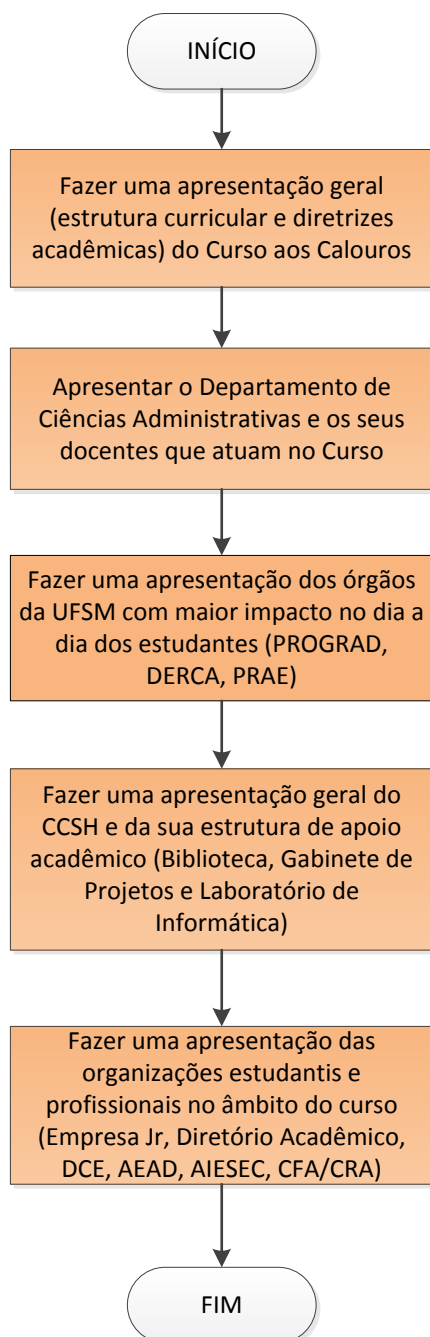 INÍCIO
Fazer uma apresentação geral
(estrutura curricular e diretrizes
acadêmicas) do Curso aos Calouros
Apresentar o Departamento de
Ciências Administrativas e os seus
docentes que atuam no Curso
Fazer uma apresentação dos órgãos
da UFSM com maior impacto no dia a
dia dos estudantes (PROGRAD,
DERCA, PRAE)
Fazer uma apresentação geral do
CCSH e da sua estrutura de apoio
acadêmico (Biblioteca, Gabinete de
Projetos e Laboratório de
Informática)
Fazer uma apresentação das
organizações estudantis e
profissionais no âmbito do curso
(Empresa Jr, Diretório Acadêmico,
DCE, AEAD, AIESEC, CFA/CRA)
FIM